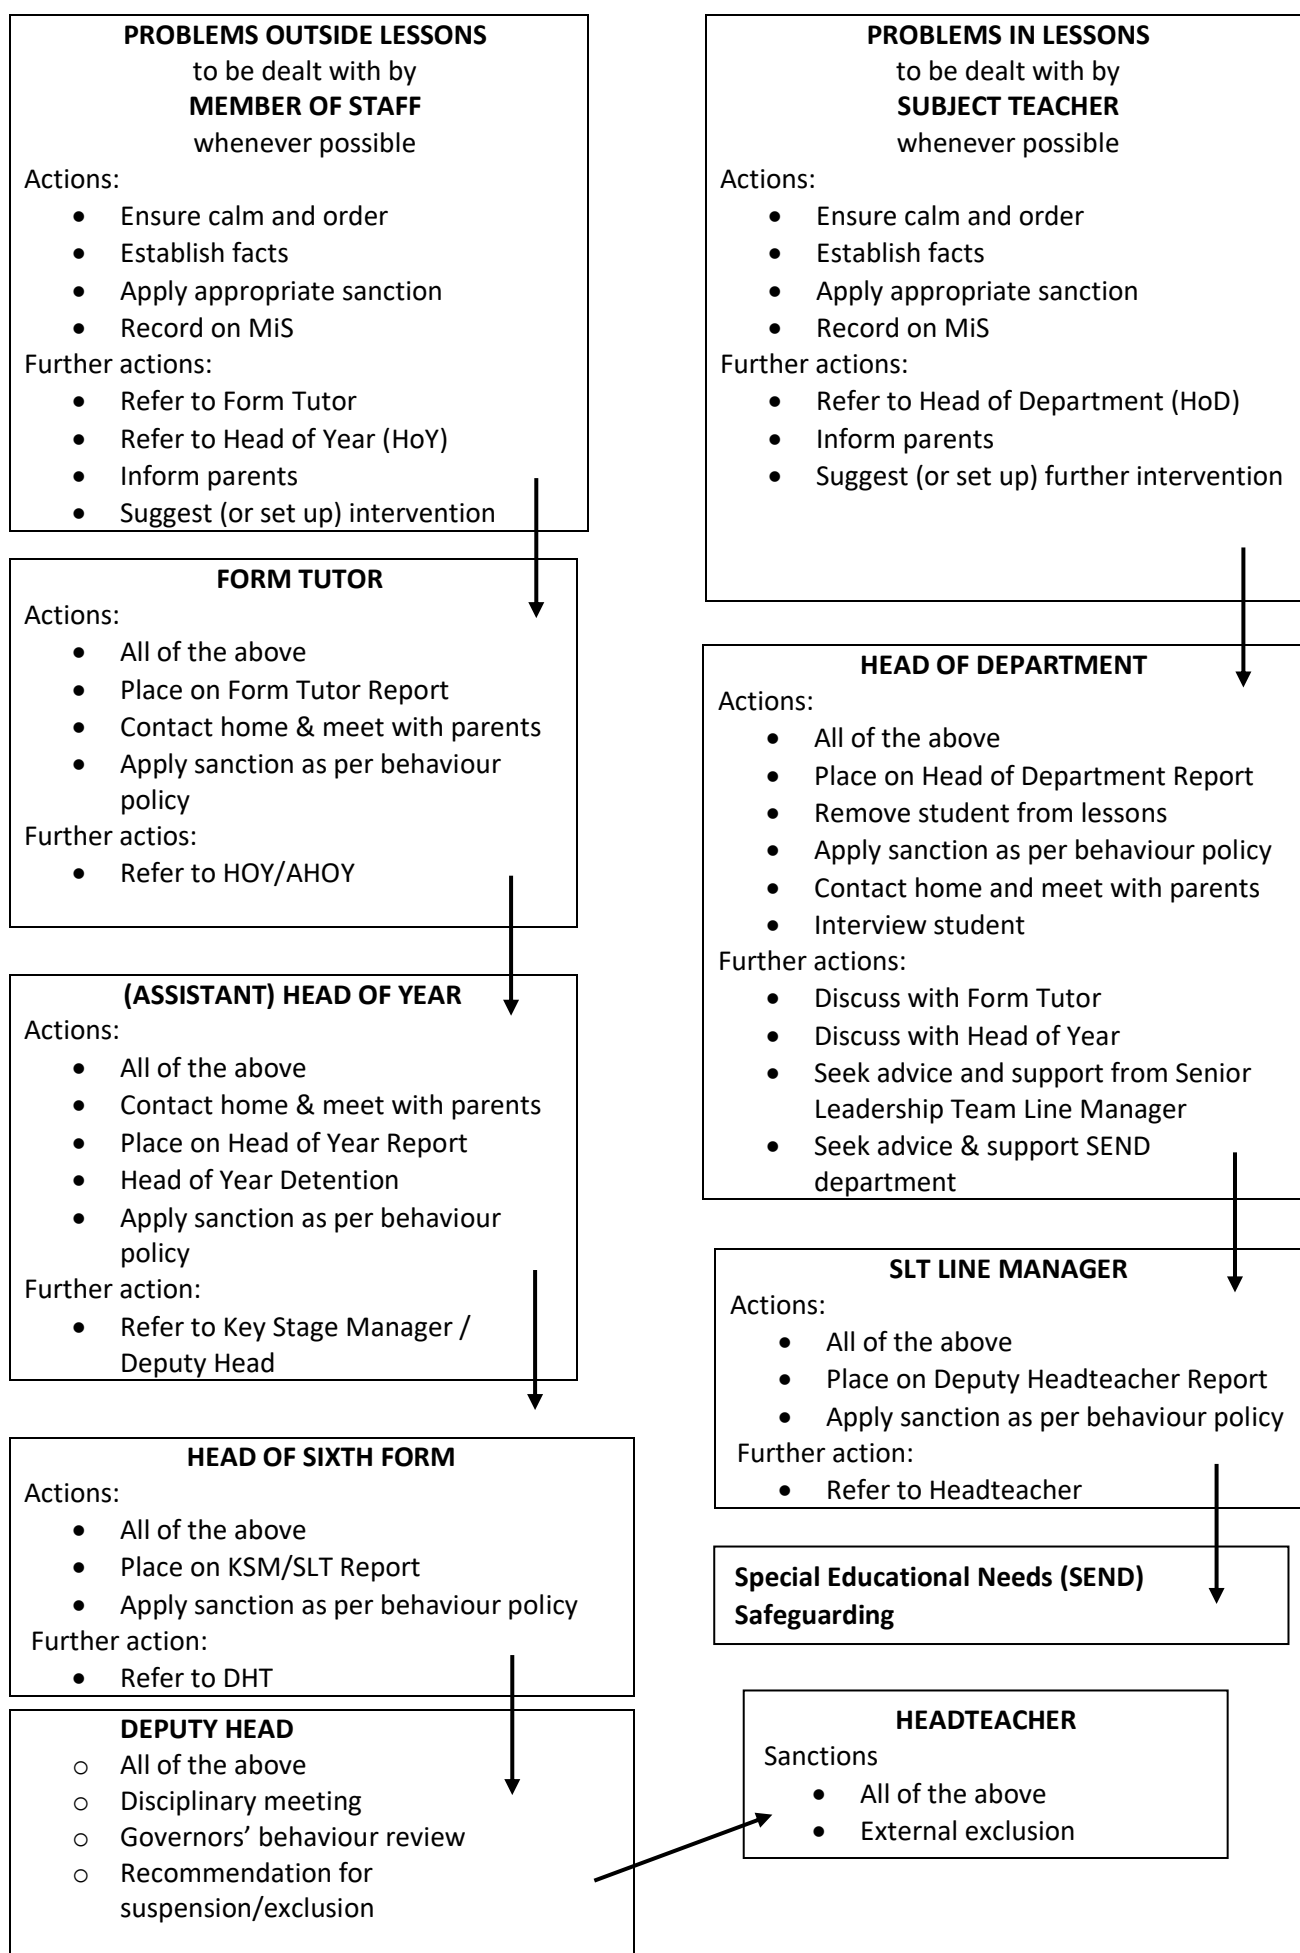 PROBLEMS OUTSIDE LESSONS
to be dealt with by
MEMBER OF STAFF
whenever possible
Actions:
• Ensure calm and order
• Establish facts
• Apply appropriate sanction
• Record on MiS
Further actions:
• Refer to Form Tutor
• Refer to Head of Year (HoY)
• Inform parents
• Suggest (or set up) intervention
FORM TUTOR
Actions:
• All of the above
• Place on Form Tutor Report
• Contact home & meet with parents
• Apply sanction as per behaviour
policy
Further actios:
• Refer to HOY/AHOY
(ASSISTANT) HEAD OF YEAR
Actions:
• All of the above
• Contact home & meet with parents
• Place on Head of Year Report
• Head of Year Detention
• Apply sanction as per behaviour
policy
Further action:
• Refer to Key Stage Manager /
Deputy Head
HEAD OF SIXTH FORM
Actions:
• All of the above
• Place on KSM/SLT Report
• Apply sanction as per behaviour policy
Further action:
• Refer to DHT
DEPUTY HEAD
o All of the above
o Disciplinary meeting
o Governors’ behaviour review
o Recommendation for
suspension/exclusion
PROBLEMS IN LESSONS
to be dealt with by
SUBJECT TEACHER
whenever possible
Actions:
• Ensure calm and order
• Establish facts
• Apply appropriate sanction
• Record on MiS
Further actions:
• Refer to Head of Department (HoD)
• Inform parents
• Suggest (or set up) further intervention
HEAD OF DEPARTMENT
Actions:
• All of the above
• Place on Head of Department Report
• Remove student from lessons
• Apply sanction as per behaviour policy
• Contact home and meet with parents
• Interview student
Further actions:
• Discuss with Form Tutor
• Discuss with Head of Year
• Seek advice and support from Senior
Leadership Team Line Manager
• Seek advice & support SEND
department
SLT LINE MANAGER
Actions:
• All of the above
• Place on Deputy Headteacher Report
• Apply sanction as per behaviour policy
Further action:
• Refer to Headteacher
Special Educational Needs (SEND)
Safeguarding
HEADTEACHER
Sanctions
• All of the above
• External exclusion